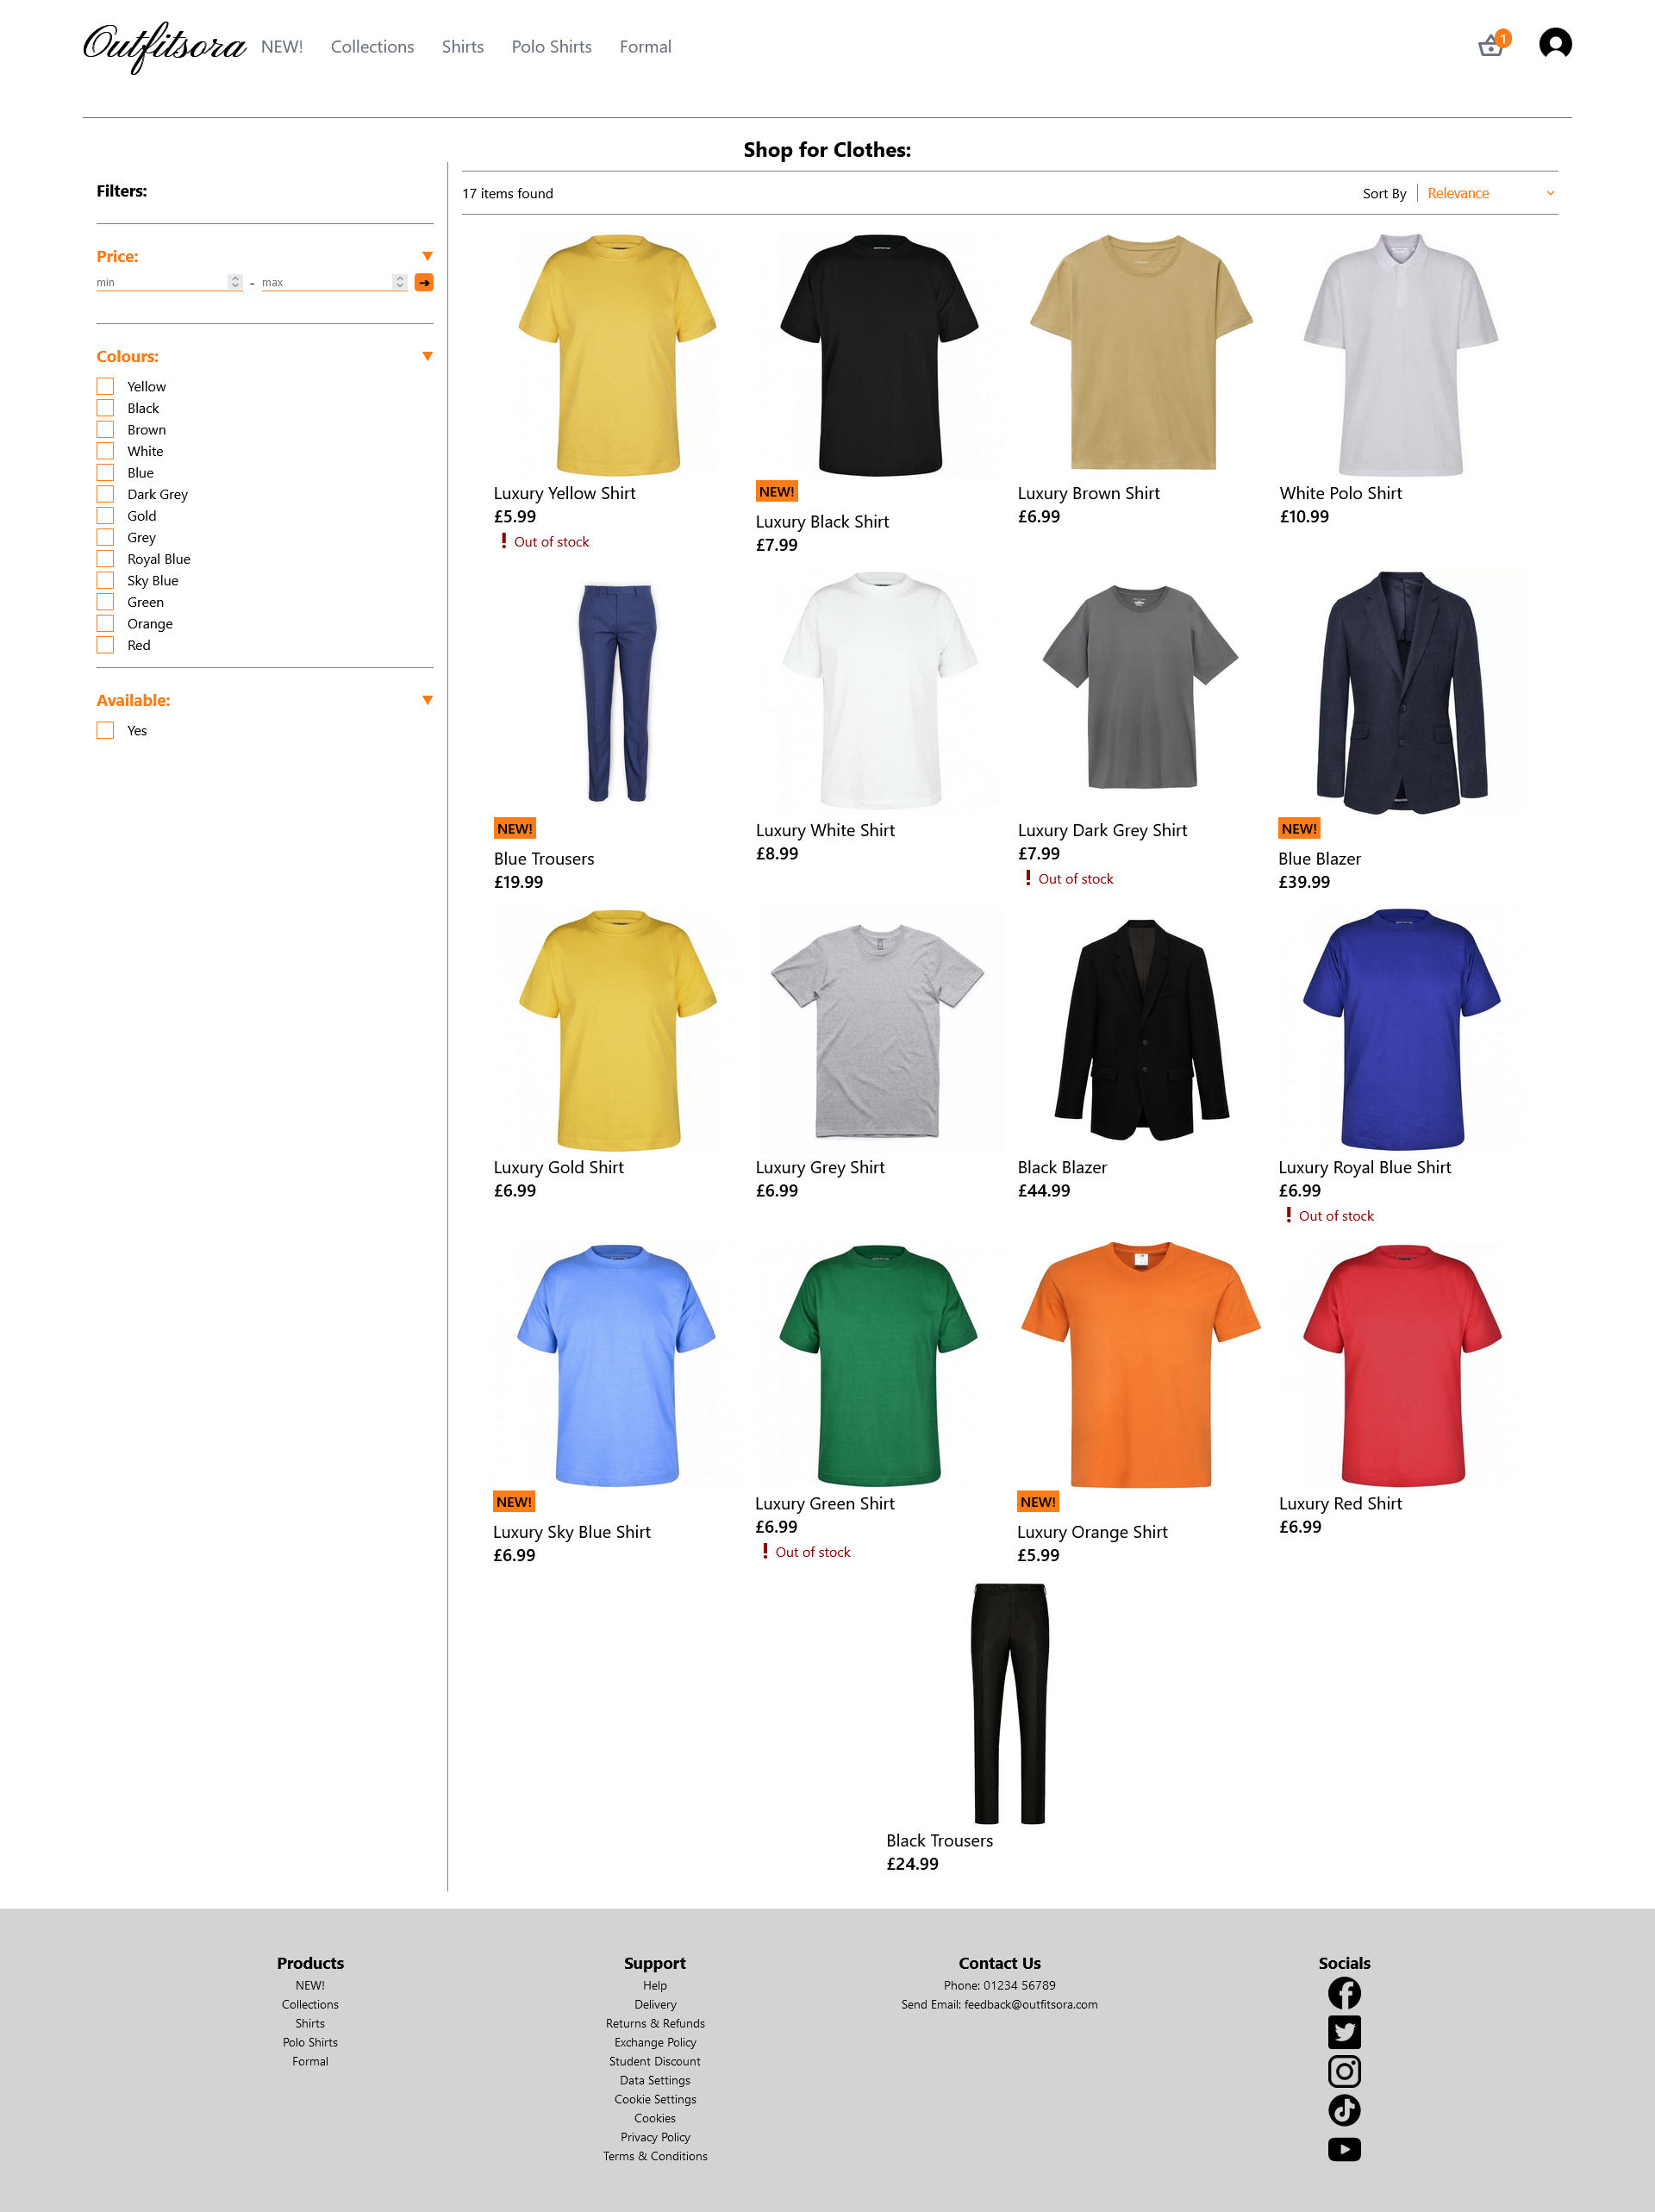 Outfitsora
NEW!
Collections
Shirts
Polo Shirts
Formal
1
Shop for Clothes:
Filters:
Price:
min
-
max
Colours:
Yellow
Black
Brown
White
Blue
Dark Grey
Gold
Grey
Royal Blue
Sky Blue
Green
Orange
Red
Available:
Yes
17 items found
Sort By
Relevance
Luxury Yellow Shirt
£5.99
Out of stock
NEW!
Luxury Black Shirt
£7.99
Luxury Brown Shirt
£6.99
White Polo Shirt
£10.99
NEW!
Blue Trousers
£19.99
Luxury White Shirt
£8.99
Luxury Dark Grey Shirt
£7.99
Out of stock
NEW!
Blue Blazer
£39.99
Luxury Gold Shirt
£6.99
Luxury Grey Shirt
£6.99
Black Blazer
£44.99
Luxury Royal Blue Shirt
£6.99
Out of stock
NEW!
Luxury Sky Blue Shirt
£6.99
Luxury Green Shirt
£6.99
Out of stock
NEW!
Luxury Orange Shirt
£5.99
Luxury Red Shirt
£6.99
Black Trousers
£24.99
Products
NEW!
Collections
Shirts
Polo Shirts
Formal
Support
Help
Delivery
Returns & Refunds
Exchange Policy
Student Discount
Data Settings
Cookie Settings
Cookies
Privacy Policy
Terms & Conditions
Contact Us
Phone: 01234 56789
Send Email: feedback@outfitsora.com
Socials